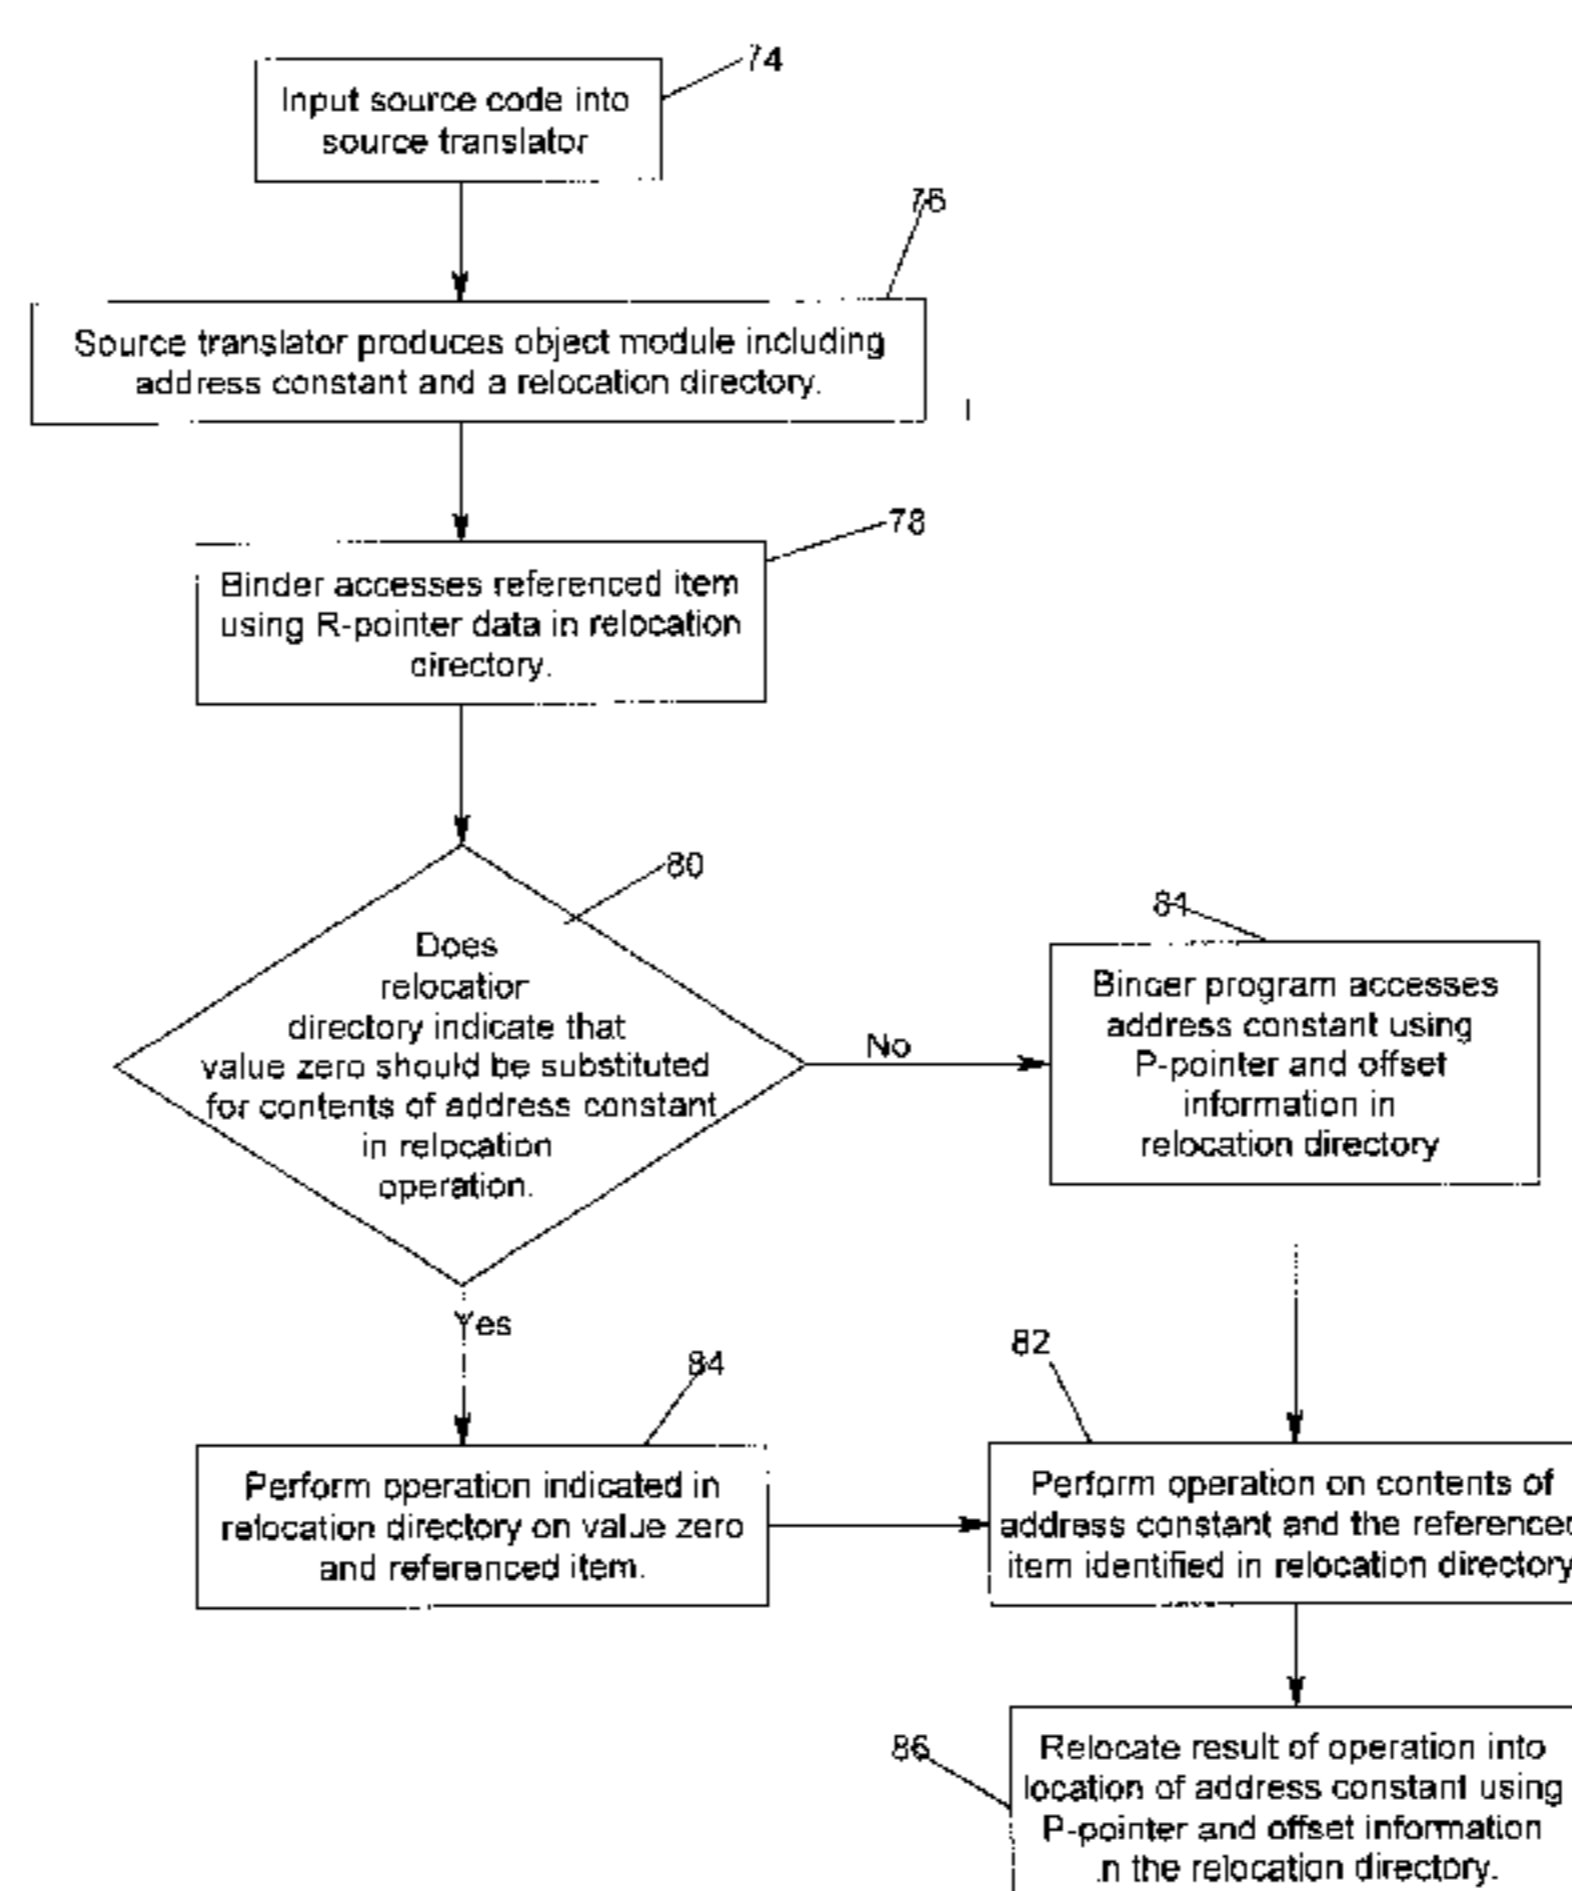 74
Input source code into
source translator
76
Source translator produces object module including
address constant and a relocation directory.
78
Binder accesses referenced item
using R-pointer data in relocation
directory.
80
Does
relocation
directory indicate that
value zero should be substituted
for contents of address constant
in relocation
operation.
No
81
Binder program accesses
address constant using
P-pointer and offset
information in
relocation directory
Yes
84
Perform operation indicated in
relocation directory on value zero
and referenced item.
82
Perform operation on contents of
address constant and the referenced
item identified in relocation directory
86
Relocate result of operation into
location of address constant using
P-pointer and offset information
in the relocation directory.